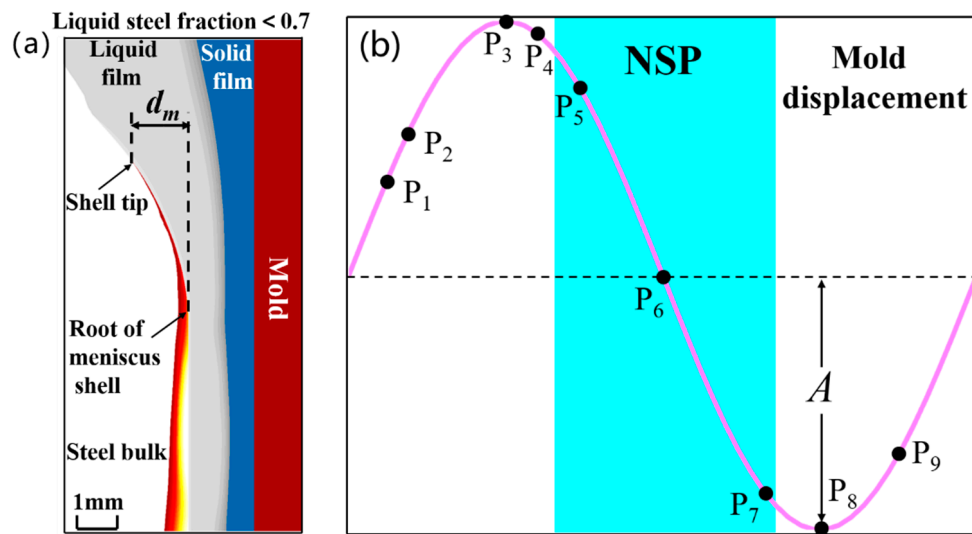 Liquid steel fraction < 0.7
(a)
Liquid
film
Solid
film
dₘ
Shell tip
Mold
Root of
meniscus
shell
Steel bulk
1mm
(b)
P₃
P₄
NSP
Mold
displacement
P₅
P₂
P₁
P₆
A
P₉
P₇
P₈